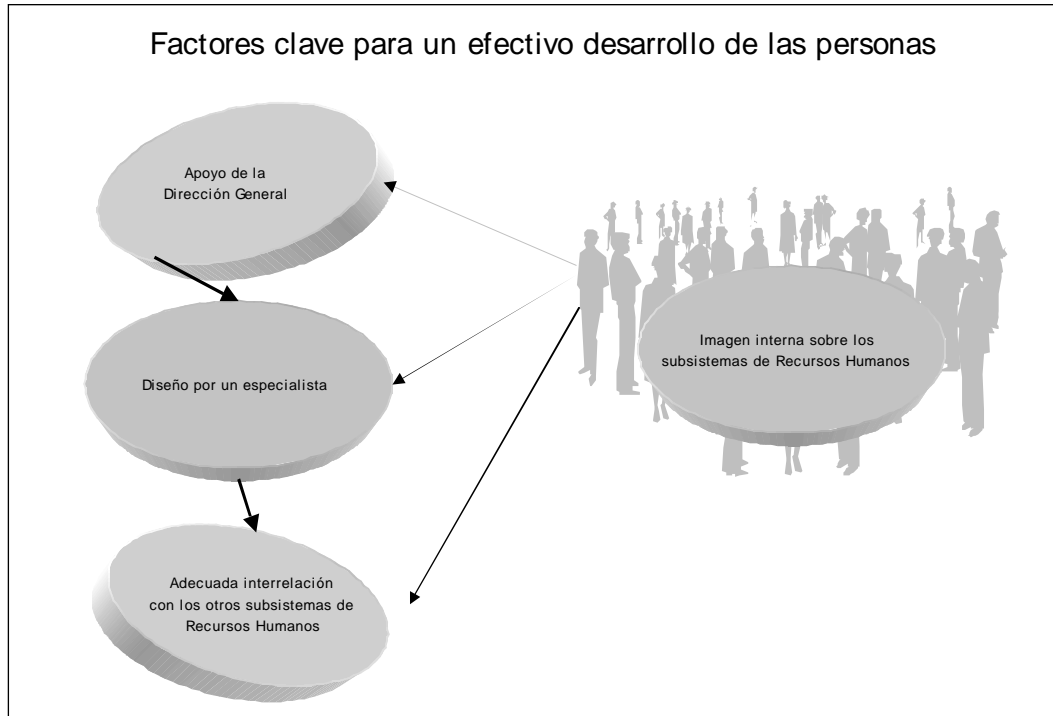 Factores clave para un efectivo desarrollo de las personas
Apoyo de la
Dirección General
Diseño por un especialista
Adecuada interrelación
con los otros subsistemas de
Recursos Humanos
Imagen interna sobre los
subsistemas de Recursos Humanos